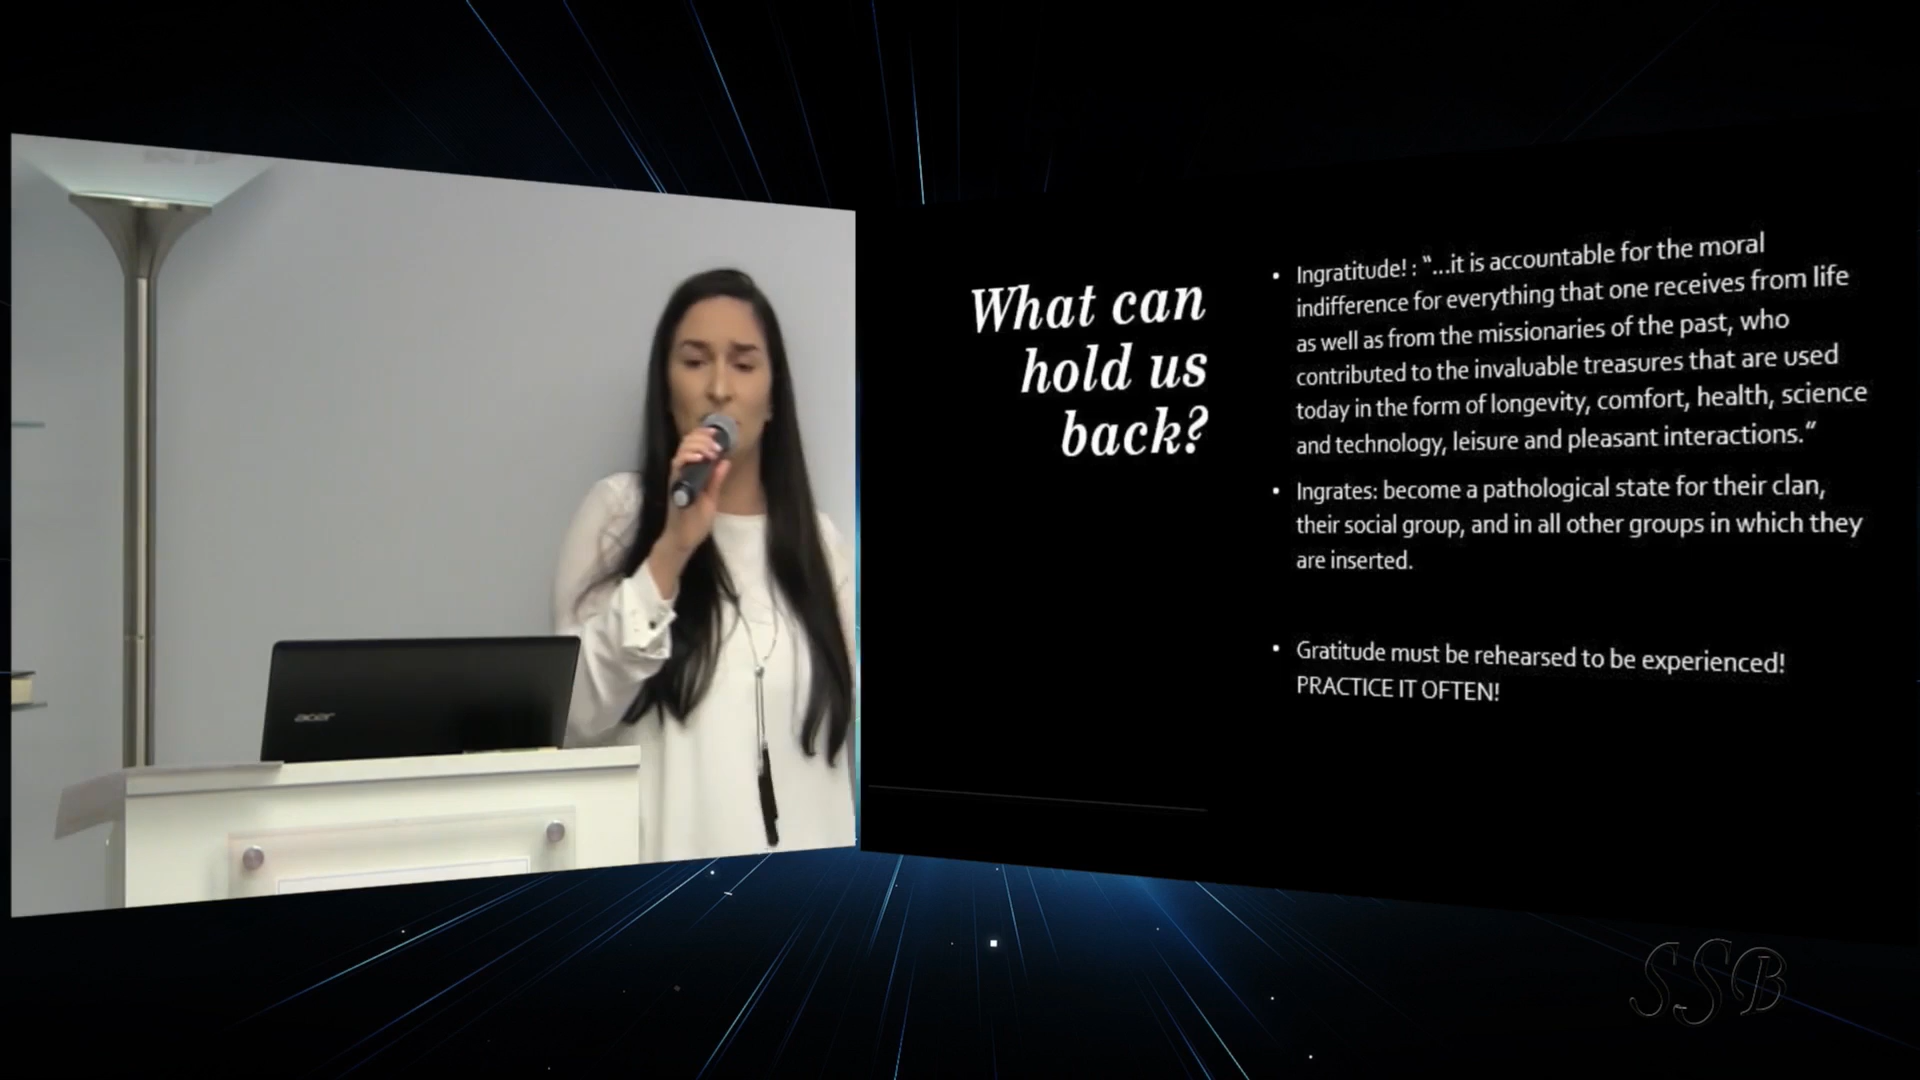 What can
hold us
back?
• Ingratitude! : “...it is accountable for the moral
indifference for everything that one receives from life
as well as from the missionaries of the past, who
contributed to the invaluable treasures that are used
today in the form of longevity, comfort, health, science
and technology, leisure and pleasant interactions.“
• Ingrates: become a pathological state for their clan,
their social group, and in all other groups in which they
are inserted.
• Gratitude must be rehearsed to be experienced!
PRACTICE IT OFTEN!
acer
SSB